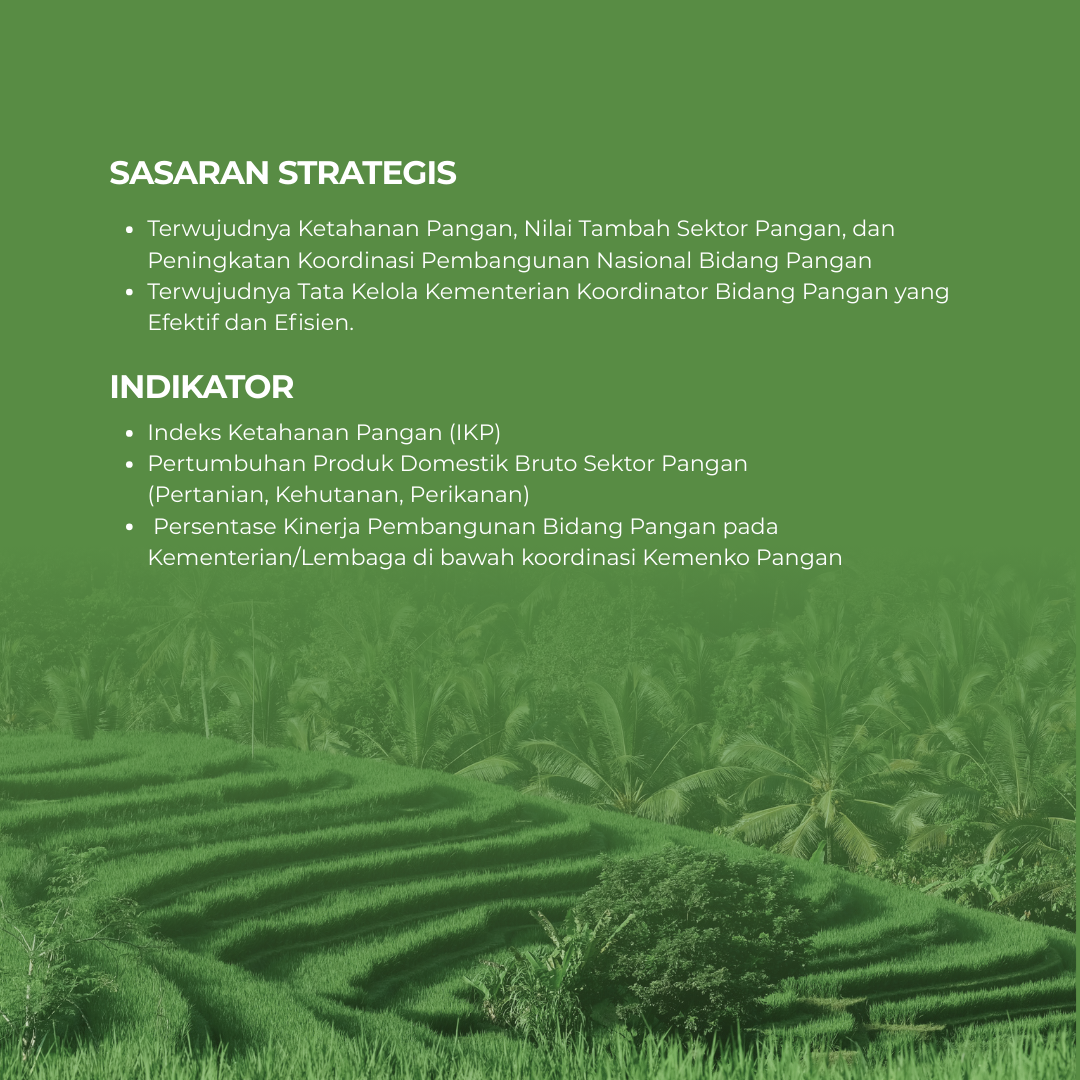 SASARAN STRATEGIS
• Terwujudnya Ketahanan Pangan, Nilai Tambah Sektor Pangan, dan
Peningkatan Koordinasi Pembangunan Nasional Bidang Pangan
• Terwujudnya Tata Kelola Kementerian Koordinator Bidang Pangan yang
Efektif dan Efisien.
INDIKATOR
• Indeks Ketahanan Pangan (IKP)
• Pertumbuhan Produk Domestik Bruto Sektor Pangan
(Pertanian, Kehutanan, Perikanan)
• Persentase Kinerja Pembangunan Bidang Pangan pada
Kementerian/Lembaga di bawah koordinasi Kemenko Pangan